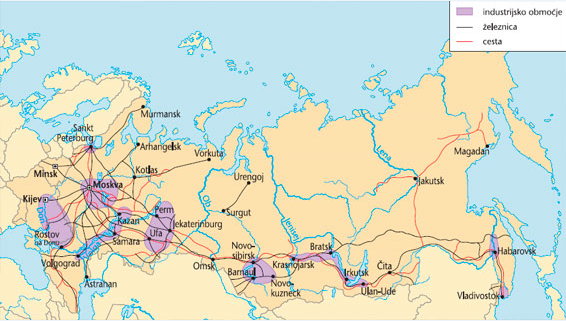 industrijsko območje
železnica
cesta
Murmansk
Sankt
Peterburg
Arhangelsk
Vorkuta
Kotlas
Minsk
Moskva
Urengoj
Lena
Magadan
Jakutsk
Kijev
Ob
Jenisej
Perm
Surgut
Kazan
Jekaterinburg
Rostov
na Donu
Ufa
Samara
Volgograd
Omsk
Novo-
sibirsk
Krasnojarsk
Bratsk
Habarovsk
Astrahan
Barnaul
Novo-
kuzneck
Irkutsk
Čita
Ulan-Ude
Vladivostok